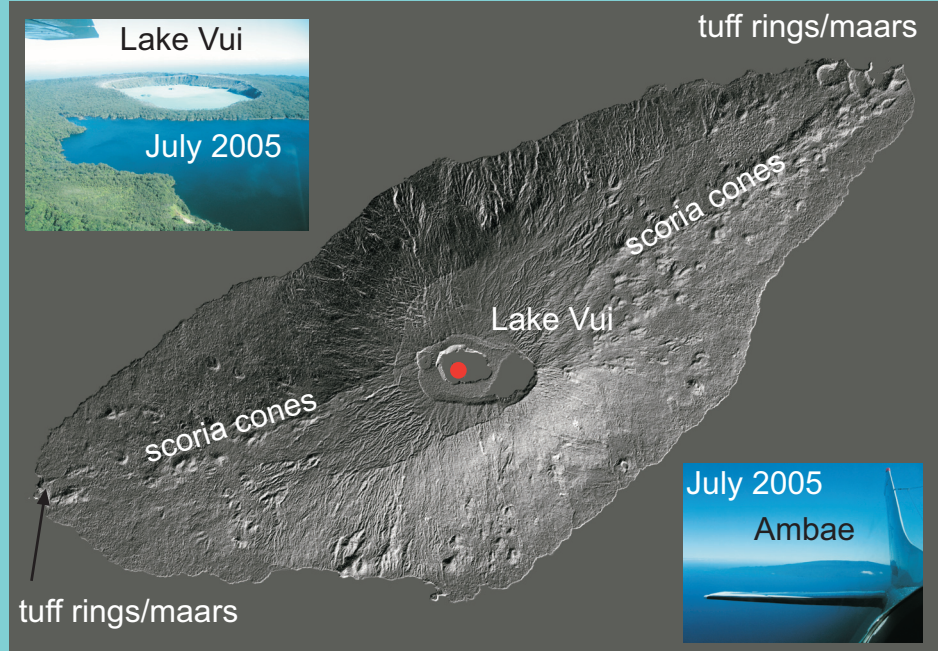 Lake Vui
July 2005
tuff rings/maars
scoria cones
Lake Vui
scoria cones
tuff rings/maars
July 2005
Ambae